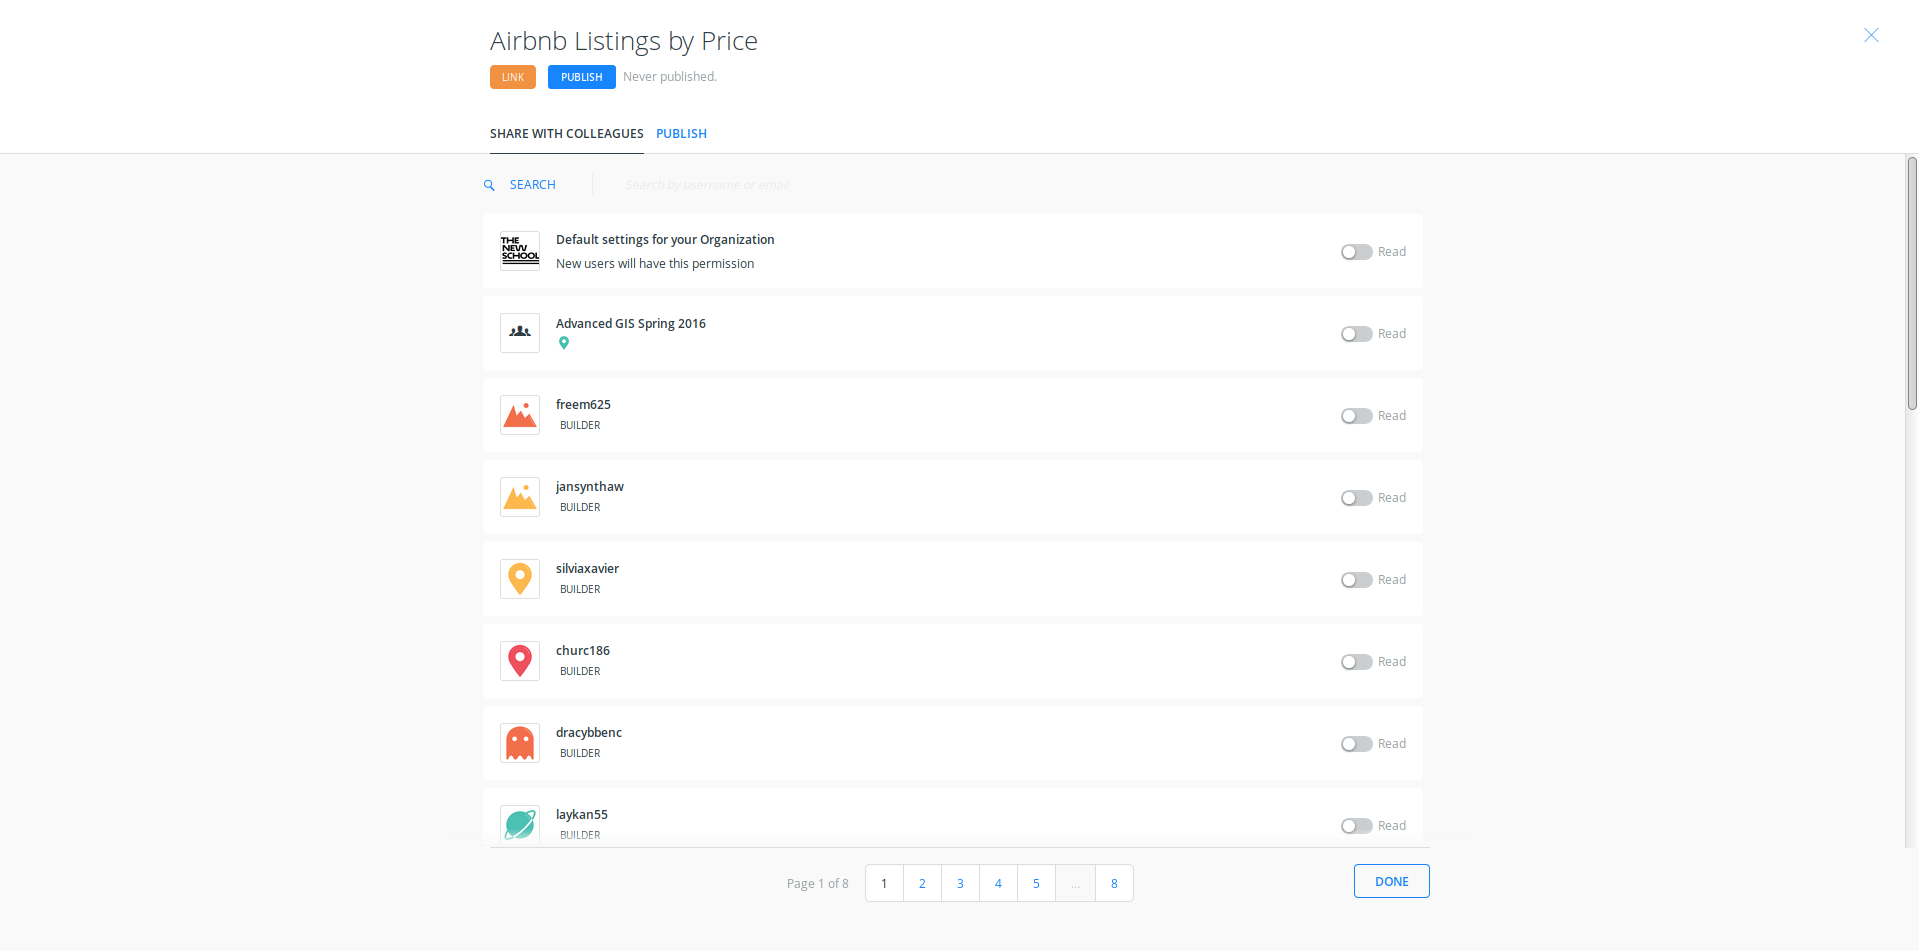 Airbnb Listings by Price
LINK PUBLISH Never published.
SHARE WITH COLLEAGUES PUBLISH
SEARCH Search by username or email
THE
NEW
SCHOOL
Default settings for your Organization
New users will have this permission
Read
Advanced GIS Spring 2016
Read
freem625
BUILDER
Read
jansynthaw
BUILDER
Read
silviaxavier
BUILDER
Read
churc186
BUILDER
Read
dracybbenc
BUILDER
Read
laykan55
BUILDER
Read
Page 1 of 8 1 2 3 4 5 ... 8 DONE